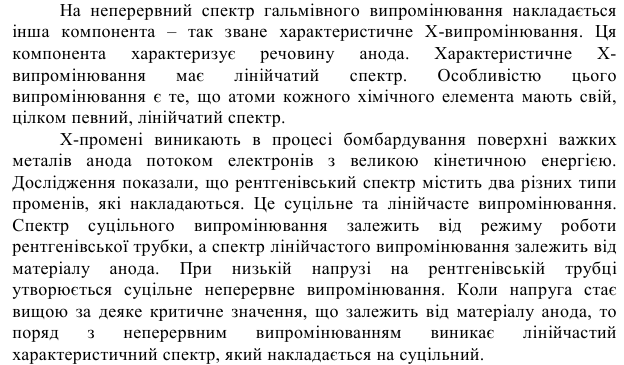 На неперервний спектр гальмівного випромінювання накладається
інша компонента – так зване характеристичне Х-випромінювання. Ця
компонента характеризує речовину анода. Характеристичне Х-
випромінювання має лінійчатий спектр. Особливістю цього
випромінювання є те, що атоми кожного хімічного елемента мають свій,
цілком певний, лінійчатий спектр.
Х-промені виникають в процесі бомбардування поверхні важких
металів анода потоком електронів з великою кінетичною енергією.
Дослідження показали, що рентгенівський спектр містить два різних типи
променів, які накладаються. Це суцільне та лінійчасте випромінювання.
Спектр суцільного випромінювання залежить від режиму роботи
рентгенівської трубки, а спектр лінійчастого випромінювання залежить від
матеріалу анода. При низькій напрузі на рентгенівській трубці
утворюється суцільне неперервне випромінювання. Коли напруга стає
вищою за деяке критичне значення, що залежить від матеріалу анода, то
поряд з неперервним випромінюванням виникає лінійчастий
характеристичний спектр, який накладається на суцільний.